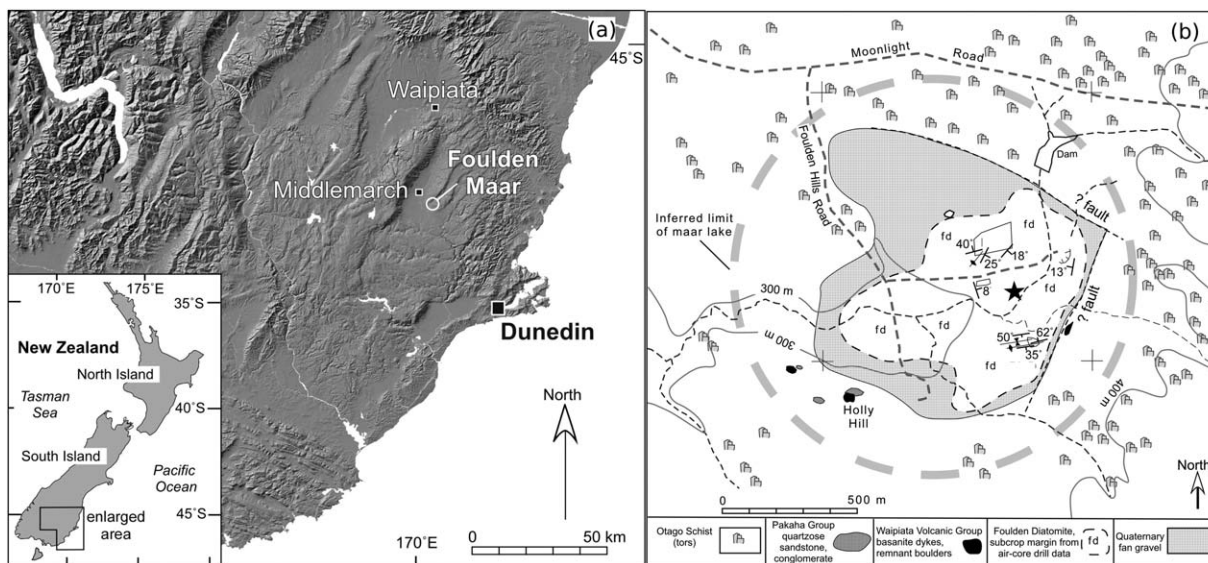 (a)
45°S
Waipiata
Foulden
Maar
Middlemarch
Dunedin
North
0
50 km
170°E
170°E
175°E
35°S
New Zealand
North Island
Tasman
Sea
40°S
South Island
Pacific
Ocean
45°S
enlarged
area
(b)
Moonlight
Road
Foulden Hills
Road
Dam
? fault
Inferred limit
of maar lake
fd
fd
40°
25°
18°
13°
300 m
8
fd
? fault
fd
fd
50°
62°
35°
300 m
fd
400 m
Holly
Hill
North
0
500 m
Otago Schist
(tors)
Pakaha Group
quartzose
sandstone,
conglomerate
Waipiata Volcanic Group
basanite dykes,
remnant boulders
Foulden Diatomite,
subcrop margin from
air-core drill data
fd
Quaternary
fan gravel